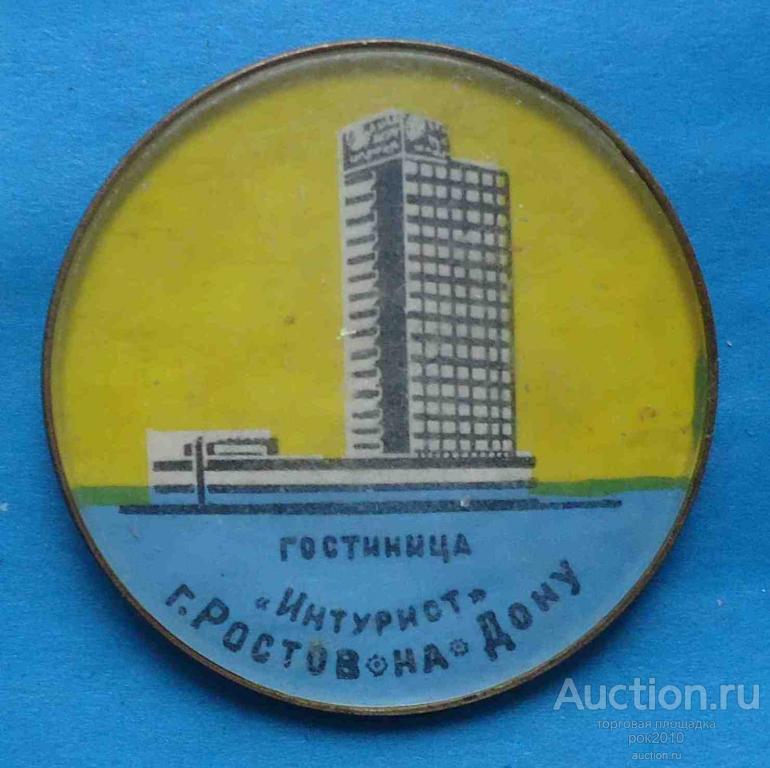 гостиница
«Интурист»
г.Ростов-на-Дону
Auction.ru
торговая площадка
рок2010
auction.ru